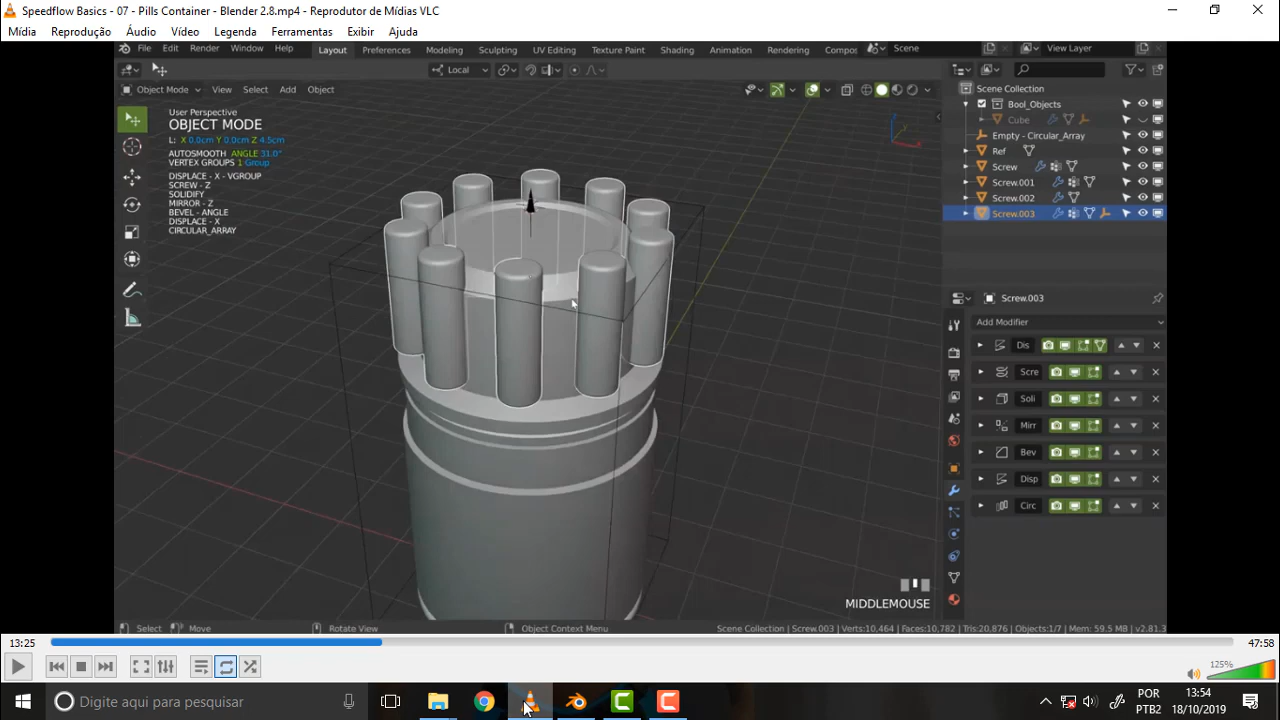 Speedflow Basics - 07 - Pills Container - Blender 2.8.mp4 - Reprodutor de Mídias VLC
Mídia Reprodução Áudio Vídeo Legenda Ferramentas Exibir Ajuda
File Edit Render Window Help Layout Preferences Modeling Sculpting UV Editing Texture Paint Shading Animation Rendering Compos Scene View Layer
Local
Object Mode View Select Add Object
Scene Collection
User Perspective
OBJECT MODE
L: X 0.0cm Y 0.0cm Z 4.5cm
AUTOSMOOTH ANGLE 31.0°
VERTEX GROUPS 1 Group
DISPLACE - X - VGROUP
SCREW - Z
SOLIDIFY
MIRROR - Z
BEVEL - ANGLE
DISPLACE - X
CIRCULAR_ARRAY
Bool_Objects
Cube
Empty - Circular_Array
Ref
Screw
Screw.001
Screw.002
Screw.003
Screw.003
Add Modifier
Dis
Scre
Soli
Mirr
Bev
Disp
Circ
MIDDLEMOUSE
Select Move Rotate View Object Context Menu Scene Collection | Screw.003 | Verts:10,464 | Faces:10,782 | Tris:20,876 | Objects:1/7 | Mem: 59.5 MB | v2.81.3
13:25 47:58
125%
Digite aqui para pesquisar
POR
PTB2
13:54
18/10/2019